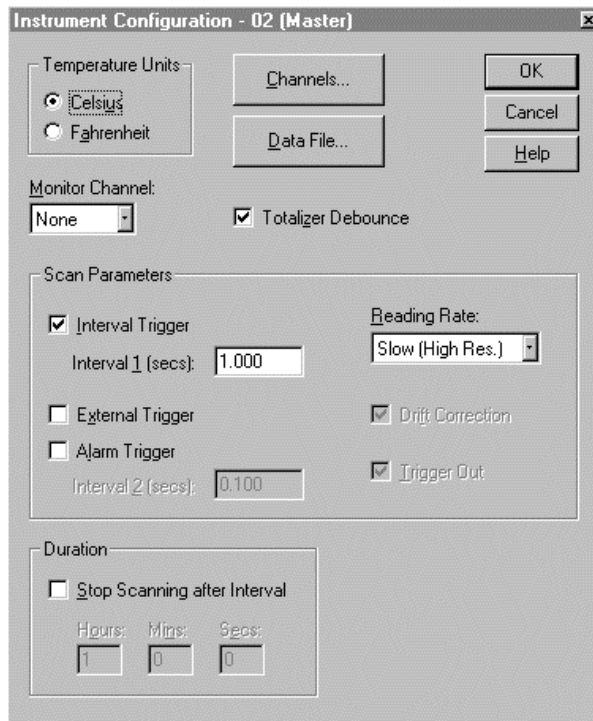 Instrument Configuration - 02 (Master)
Temperature Units
Celsius
Fahrenheit
Channels...
Data File...
OK
Cancel
Help
Monitor Channel:
None
Totalizer Debounce
Scan Parameters
Interval Trigger
Interval 1 (secs): 1.000
Reading Rate:
Slow (High Res.)
External Trigger
Drift Correction
Alarm Trigger
Interval 2 (secs): 0.100
Trigger Out
Duration
Stop Scanning after Interval
Hours: Mins: Secs:
1 0 0